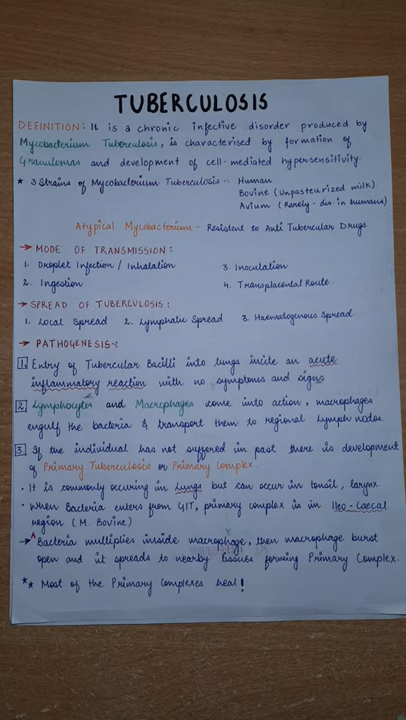 TUBERCULOSIS
DEFINITION: It is a chronic infective disorder produced by
Mycobacterium Tuberculosis, is characterised by formation of
Granulomas and development of cell-mediated hypersensitivity.
* 3 Strains of Mycobacterium Tuberculosis -: Human
Bovine (Unpasteurized milk).
Avium (Rarely - dis. in humans)
Atypical Mycobacterium - Resistent to Anti Tubercular Drugs
→ MODE OF TRANSMISSION:
1. Droplet Infection / Inhalation 3. Inoculation
2. Ingestion 4. Transplacental Route.
→ SPREAD OF TUBERCULOSIS:
1. Local Spread 2. Lymphatic Spread 3. Haematogenous Spread.
→ PATHOGENESIS:
1. Entry of Tubercular Bacilli into lungs incite an acute
inflammatory reaction with no symptoms and signs
2. Lymphocytes and Macrophages come into action, macrophages
engulf the bacteria & transport them to regional lymph nodes.
3. If the individual has not suffered in past there is development
of Primary Tuberculosis or Primary Complex.
• It is commonly occuring in Lungs but can occur in tonsil, larynx.
• When Bacteria enters from GIT, primary complex is in Ileo-Caecal
region (M. Bovine)
→ Bacteria multiplies inside macrophage, then macrophage burst
open and it spreads to nearby tissues forming Primary Complex.
** Most of the Primary Complexes heal!